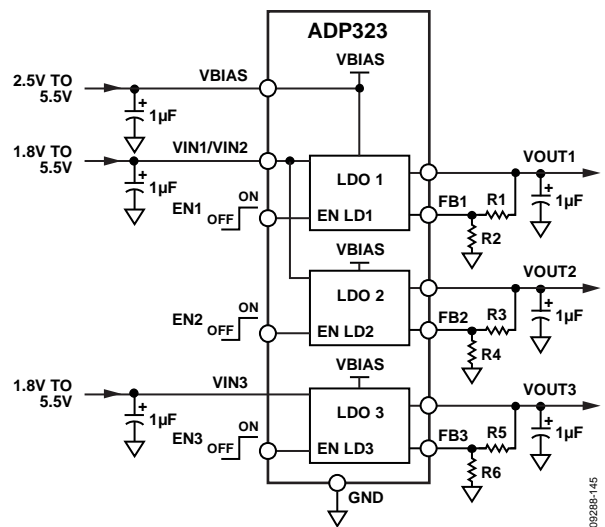 ADP323
VBIAS
2.5V TO
5.5V
VBIAS
+
1µF
1.8V TO
5.5V
VIN1/VIN2
+
1µF
LDO 1
VOUT1
EN1
OFF
ON
EN LD1
FB1
R1
R2
+
1µF
VBIAS
LDO 2
VOUT2
EN2
OFF
ON
EN LD2
FB2
R3
R4
+
1µF
VBIAS
1.8V TO
5.5V
VIN3
+
1µF
LDO 3
VOUT3
EN3
OFF
ON
EN LD3
FB3
R5
R6
+
1µF
GND
09288-145